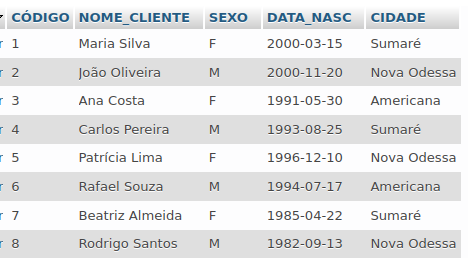 CÓDIGO NOME_CLIENTE SEXO DATA_NASC CIDADE
r 1 Maria Silva F 2000-03-15 Sumaré
r 2 João Oliveira M 2000-11-20 Nova Odessa
r 3 Ana Costa F 1991-05-30 Americana
r 4 Carlos Pereira M 1993-08-25 Sumaré
r 5 Patrícia Lima F 1996-12-10 Nova Odessa
r 6 Rafael Souza M 1994-07-17 Americana
r 7 Beatriz Almeida F 1985-04-22 Sumaré
r 8 Rodrigo Santos M 1982-09-13 Nova Odessa